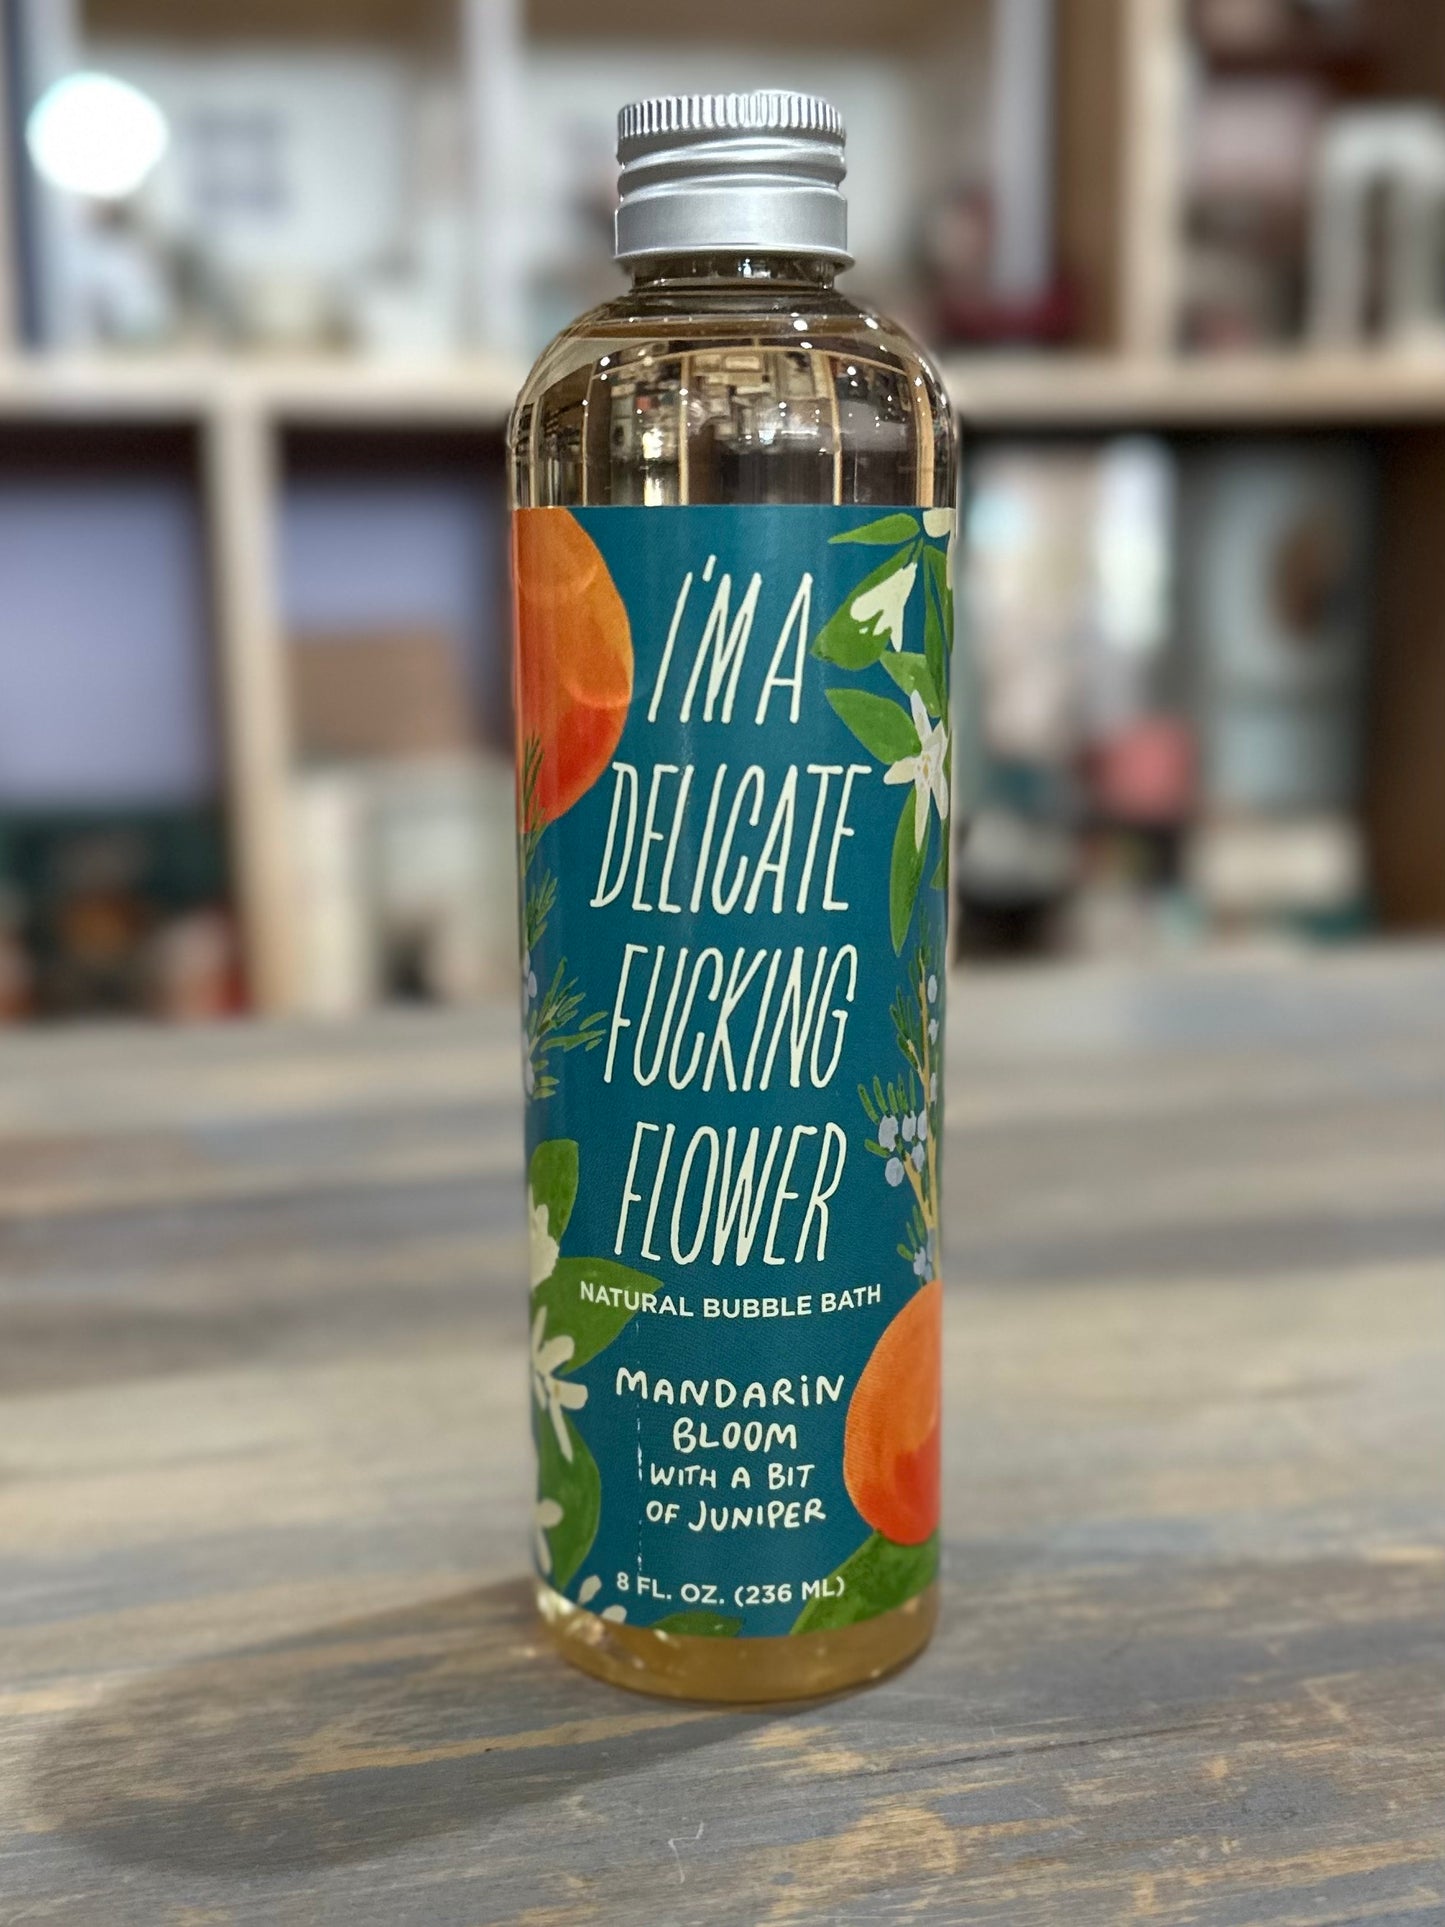 I'M A
DELICATE
FUCKING
FLOWER
NATURAL BUBBLE BATH
MANDARiN
BLOOM
WITH A BIT
OF JUNIPER
8 FL. OZ. (236 ML)